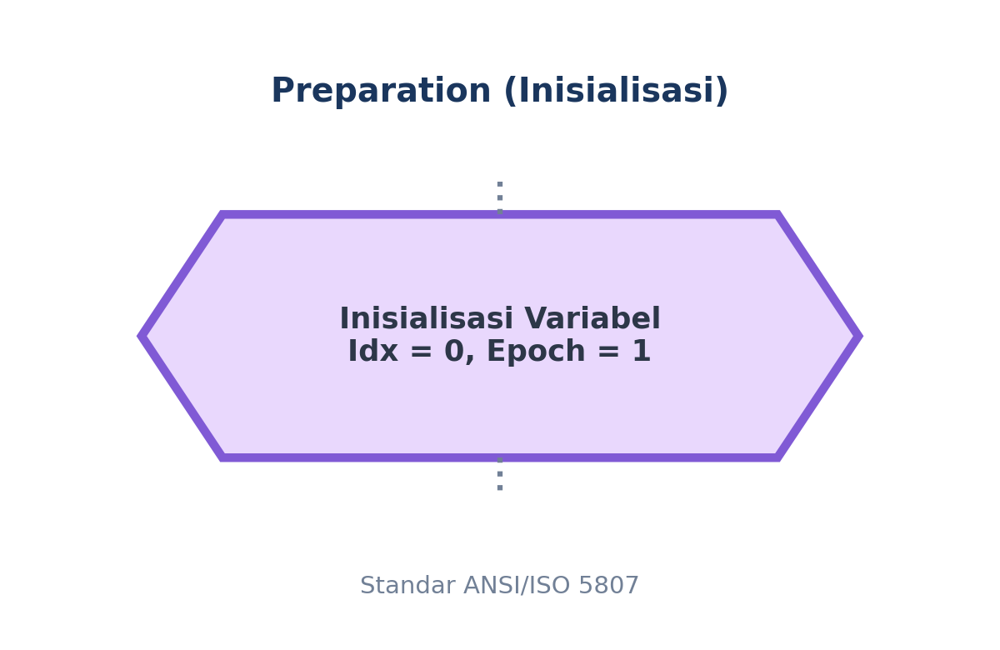 Preparation (Inisialisasi)
Inisialisasi Variabel
Idx = 0, Epoch = 1
Standar ANSI/ISO 5807